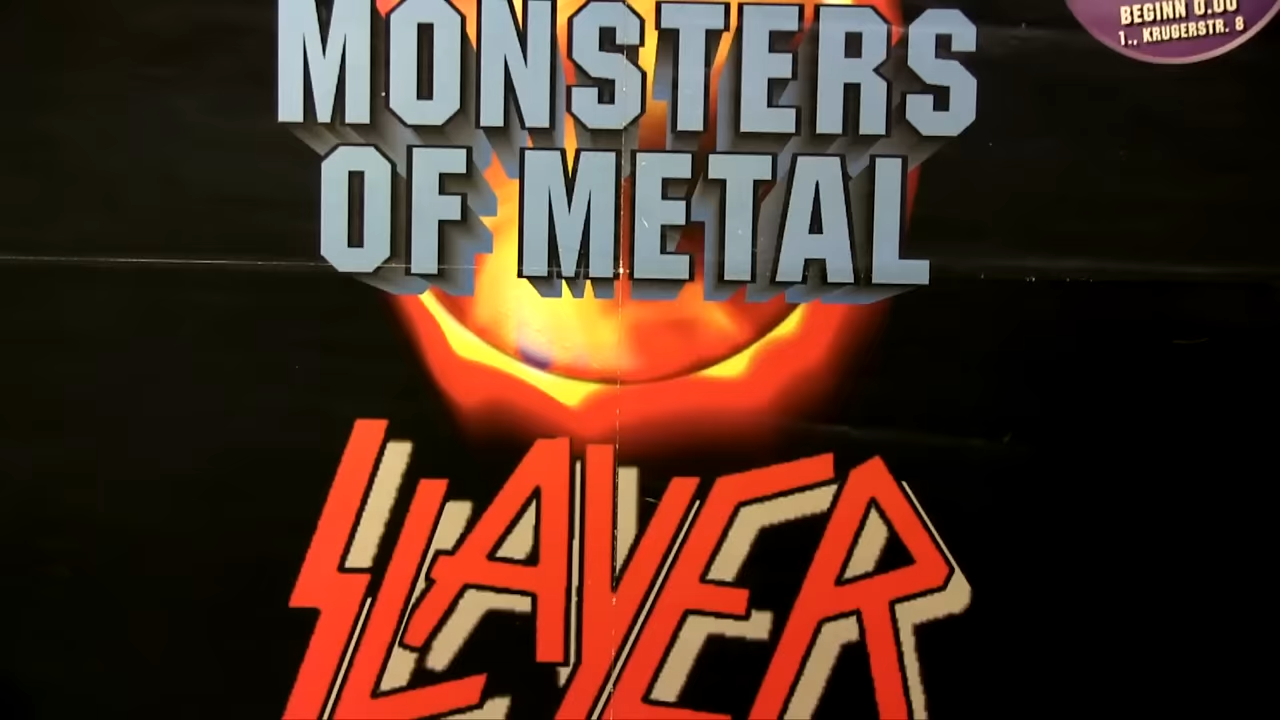 BEGINN 0.00
1., KRUGERSTR. 8
MONSTERS
OF METAL
SLAYER